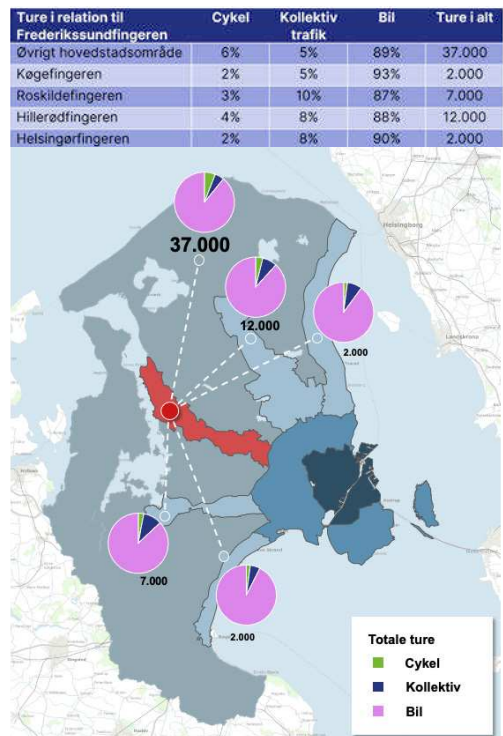 Ture i relation til Frederikssundfingeren Cykel Kollektiv trafik Bil Ture i alt
Øvrigt hovedstadsområde 6% 5% 89% 37.000
Køgefingeren 2% 5% 93% 2.000
Roskildefingeren 3% 10% 87% 7.000
Hillerødfingeren 4% 8% 88% 12.000
Helsingørfingeren 2% 8% 90% 2.000
Helsingborg
37.000
12.000
2.000
Landskrona
7.000
2.000
Totale ture
Cykel
Kollektiv
Bil